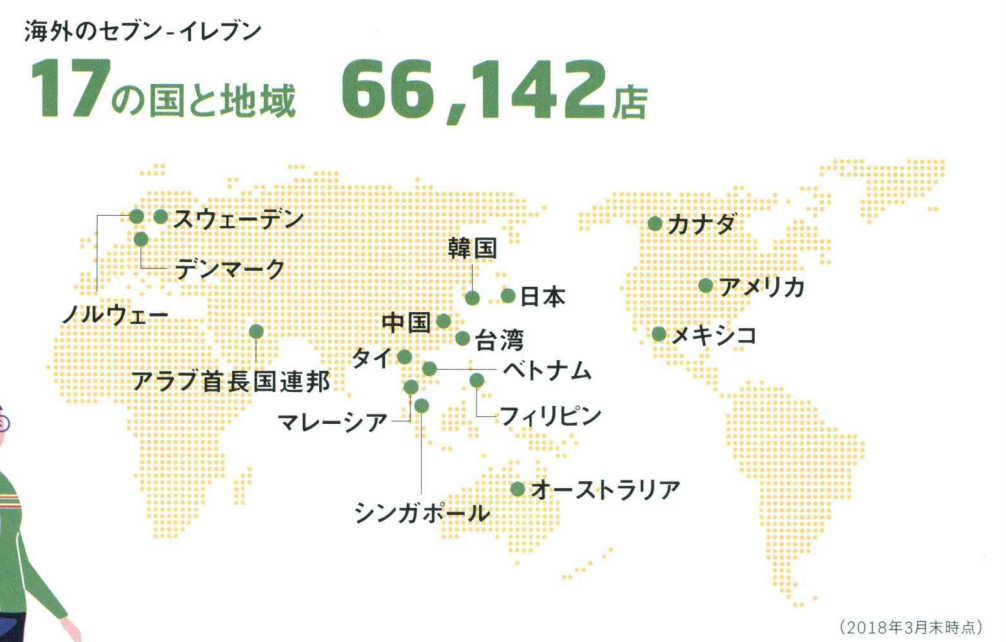 海外のセブン-イレブン
17の国と地域 66,142店
スウェーデン
カナダ
韓国
デンマーク
アメリカ
日本
ノルウェー
中国
メキシコ
台湾
タイ
ベトナム
アラブ首長国連邦
フィリピン
マレーシア
オーストラリア
シンガポール
(2018年3月末時点)